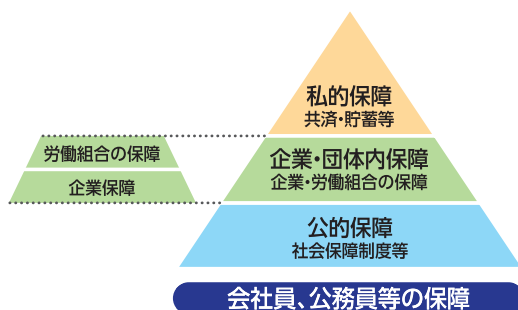 私的保障
共済・貯蓄等
労働組合の保障
企業保障
企業・団体内保障
企業・労働組合の保障
公的保障
社会保障制度等
会社員、公務員等の保障